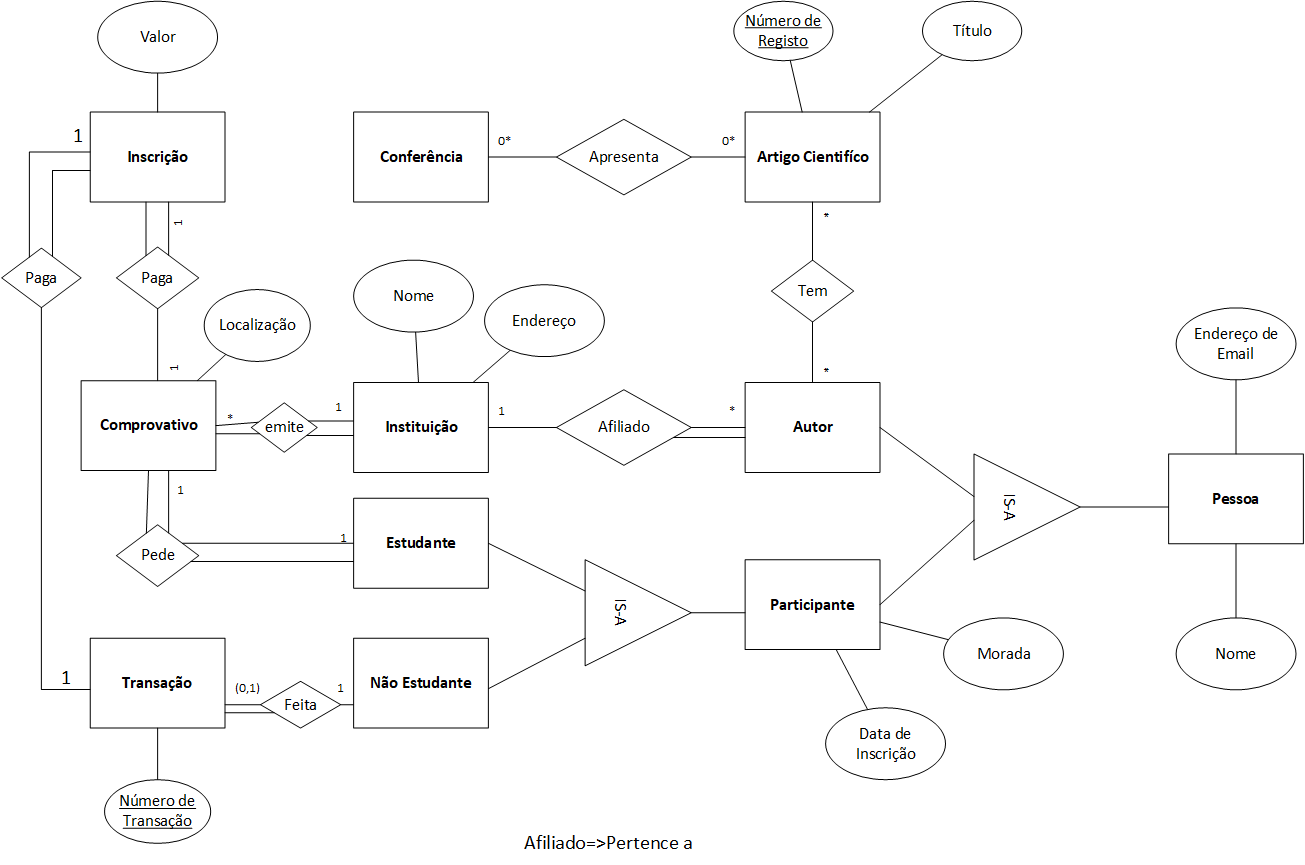 Valor
Número de
Registo
Título
1
Inscrição
Conferência
0*
Apresenta
0*
Artigo Cientifíco
1
*
Paga
Paga
Tem
Nome
Endereço
Localização
Endereço de
Email
1
*
Comprovativo
*
emite
1
Instituição
1
Afiliado
*
Autor
1
IS-A
Pessoa
Pede
1
Estudante
IS-A
Participante
Morada
Nome
1
Transação
(0,1)
Feita
1
Não Estudante
Data de
Inscrição
Número de
Transação
Afiliado=>Pertence a